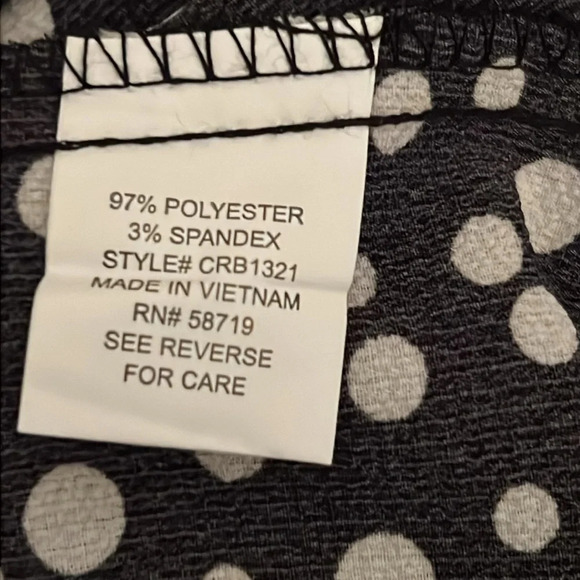 97% POLYESTER
3% SPANDEX
STYLE# CRB1321
MADE IN VIETNAM
RN# 58719
SEE REVERSE
FOR CARE